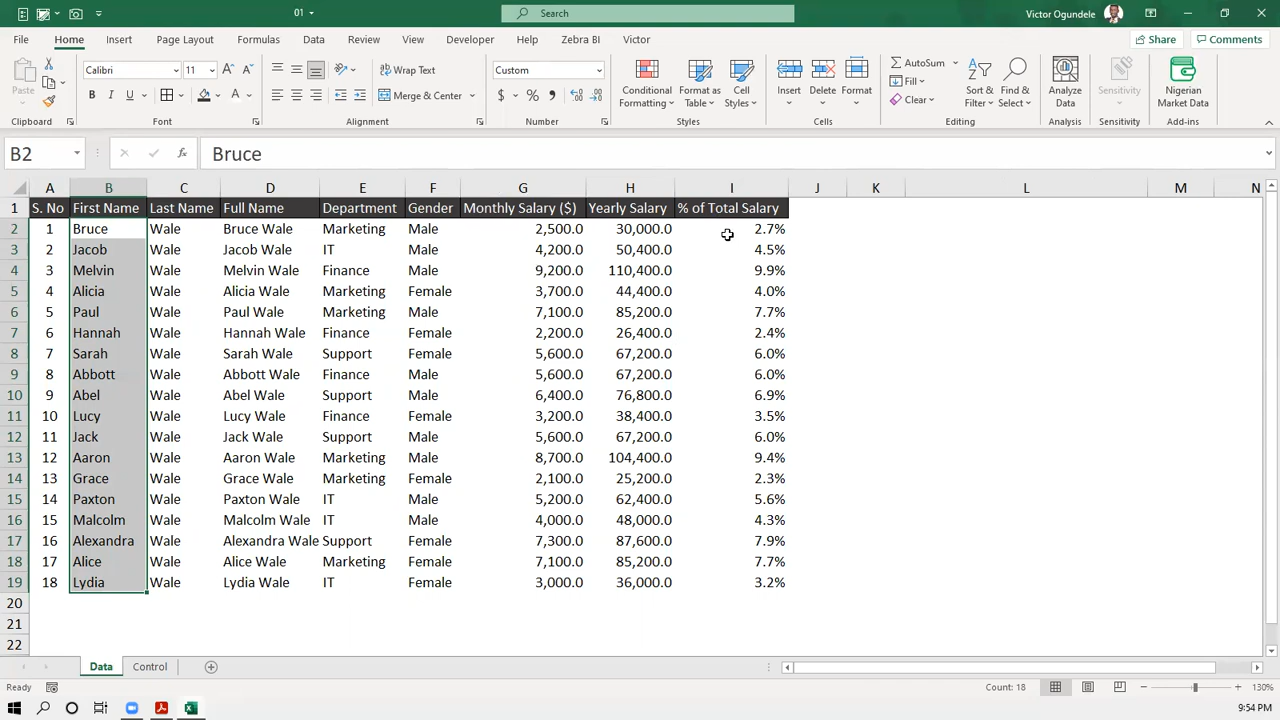 01
Search
Victor Ogundele
File Home Insert Page Layout Formulas Data Review View Developer Help Zebra BI Victor
Share Comments
Paste
Calibri 11
Wrap Text
Custom
Conditional Formatting
Format as Table
Cell Styles
Insert
Delete
Format
AutoSum
Fill
Clear
Sort & Filter
Find & Select
Analyze Data
Sensitivity
Nigerian Market Data
B I U
Merge & Center
$ % ,
Clipboard Font Alignment Number Styles Cells Editing Analysis Sensitivity Add-ins
B2 fx Bruce
A B C D E F G H I J K L M N
1 S. No First Name Last Name Full Name Department Gender Monthly Salary ($) Yearly Salary % of Total Salary
2 1 Bruce Wale Bruce Wale Marketing Male 2,500.0 30,000.0 2.7%
3 2 Jacob Wale Jacob Wale IT Male 4,200.0 50,400.0 4.5%
4 3 Melvin Wale Melvin Wale Finance Male 9,200.0 110,400.0 9.9%
5 4 Alicia Wale Alicia Wale Marketing Female 3,700.0 44,400.0 4.0%
6 5 Paul Wale Paul Wale Marketing Male 7,100.0 85,200.0 7.7%
7 6 Hannah Wale Hannah Wale Finance Female 2,200.0 26,400.0 2.4%
8 7 Sarah Wale Sarah Wale Support Female 5,600.0 67,200.0 6.0%
9 8 Abbott Wale Abbott Wale Finance Female 5,600.0 67,200.0 6.0%
10 9 Abel Wale Abel Wale Support Male 6,400.0 76,800.0 6.9%
11 10 Lucy Wale Lucy Wale Finance Female 3,200.0 38,400.0 3.5%
12 11 Jack Wale Jack Wale Support Male 5,600.0 67,200.0 6.0%
13 12 Aaron Wale Aaron Wale Marketing Male 8,700.0 104,400.0 9.4%
14 13 Grace Wale Grace Wale Marketing Female 2,100.0 25,200.0 2.3%
15 14 Paxton Wale Paxton Wale IT Male 5,200.0 62,400.0 5.6%
16 15 Malcolm Wale Malcolm Wale IT Male 4,000.0 48,000.0 4.3%
17 16 Alexandra Wale Alexandra Wale Support Female 7,300.0 87,600.0 7.9%
18 17 Alice Wale Alice Wale Marketing Female 7,100.0 85,200.0 7.7%
19 18 Lydia Wale Lydia Wale IT Female 3,000.0 36,000.0 3.2%
20
21
22
Data Control
Ready Count: 18 130%
9:54 PM